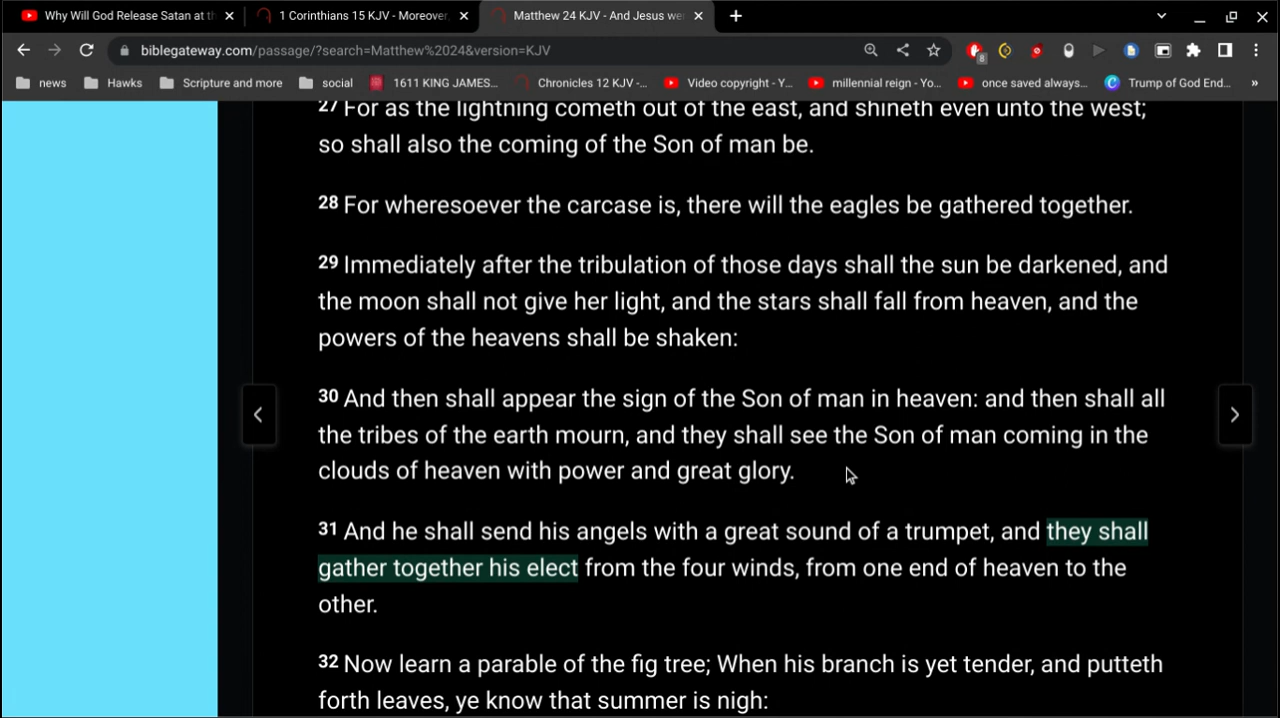 Why Will God Release Satan at th
1 Corinthians 15 KJV - Moreover,
Matthew 24 KJV - And Jesus we
biblegateway.com/passage/?search=Matthew%2024&version=KJV
8
news
Hawks
Scripture and more
social
1611 KING JAMES...
Chronicles 12 KJV -...
Video copyright - Y...
millennial reign - Yo...
once saved always...
Trump of God End...
»
27 For as the lightning cometh out of the east, and shineth even unto the west;
so shall also the coming of the Son of man be.
28 For wheresoever the carcase is, there will the eagles be gathered together.
29 Immediately after the tribulation of those days shall the sun be darkened, and
the moon shall not give her light, and the stars shall fall from heaven, and the
powers of the heavens shall be shaken:
30 And then shall appear the sign of the Son of man in heaven: and then shall all
the tribes of the earth mourn, and they shall see the Son of man coming in the
clouds of heaven with power and great glory.
31 And he shall send his angels with a great sound of a trumpet, and they shall
gather together his elect from the four winds, from one end of heaven to the
other.
32 Now learn a parable of the fig tree; When his branch is yet tender, and putteth
forth leaves, ye know that summer is nigh: